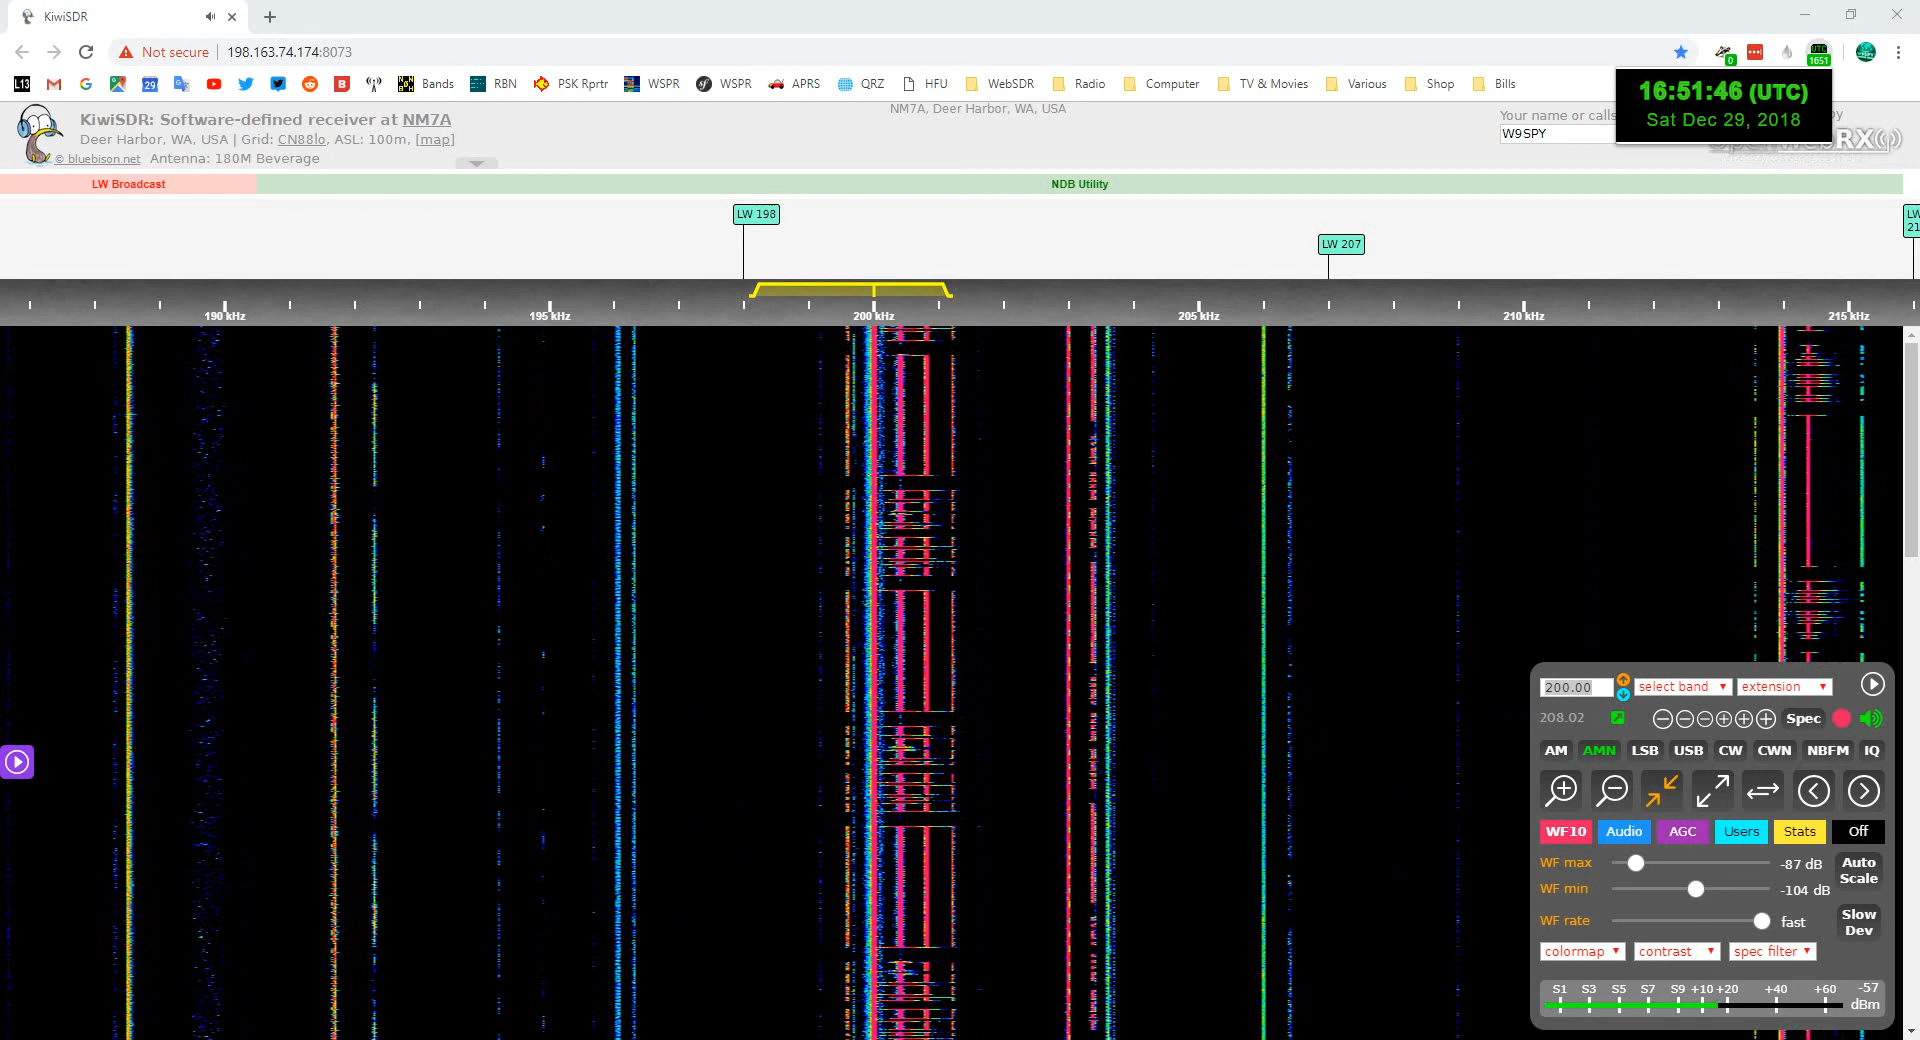 KiwiSDR
Not secure 198.163.74.174:8073
0 1651
L13 29 B Bands RBN PSK Rprtr WSPR WSPR APRS QRZ HFU WebSDR Radio Computer TV & Movies Various Shop Bills
16:51:46 (UTC)
Sat Dec 29, 2018
KiwiSDR: Software-defined receiver at NM7A
Deer Harbor, WA, USA | Grid: CN88lo, ASL: 100m, [map]
© bluebison.net Antenna: 180M Beverage
NM7A, Deer Harbor, WA, USA
Your name or calls
W9SPY
RX
LW Broadcast NDB Utility
LW 198
LW 207
LW
21
190 kHz 195 kHz 200 kHz 205 kHz 210 kHz 215 kHz
200.00 select band extension
208.02 Spec
AM AMN LSB USB CW CWN NBFM IQ
WF10 Audio AGC Users Stats Off
WF max -87 dB Auto Scale
WF min -104 dB
WF rate fast Slow Dev
colormap contrast spec filter
S1 S3 S5 S7 S9 +10 +20 +40 +60 -57 dBm